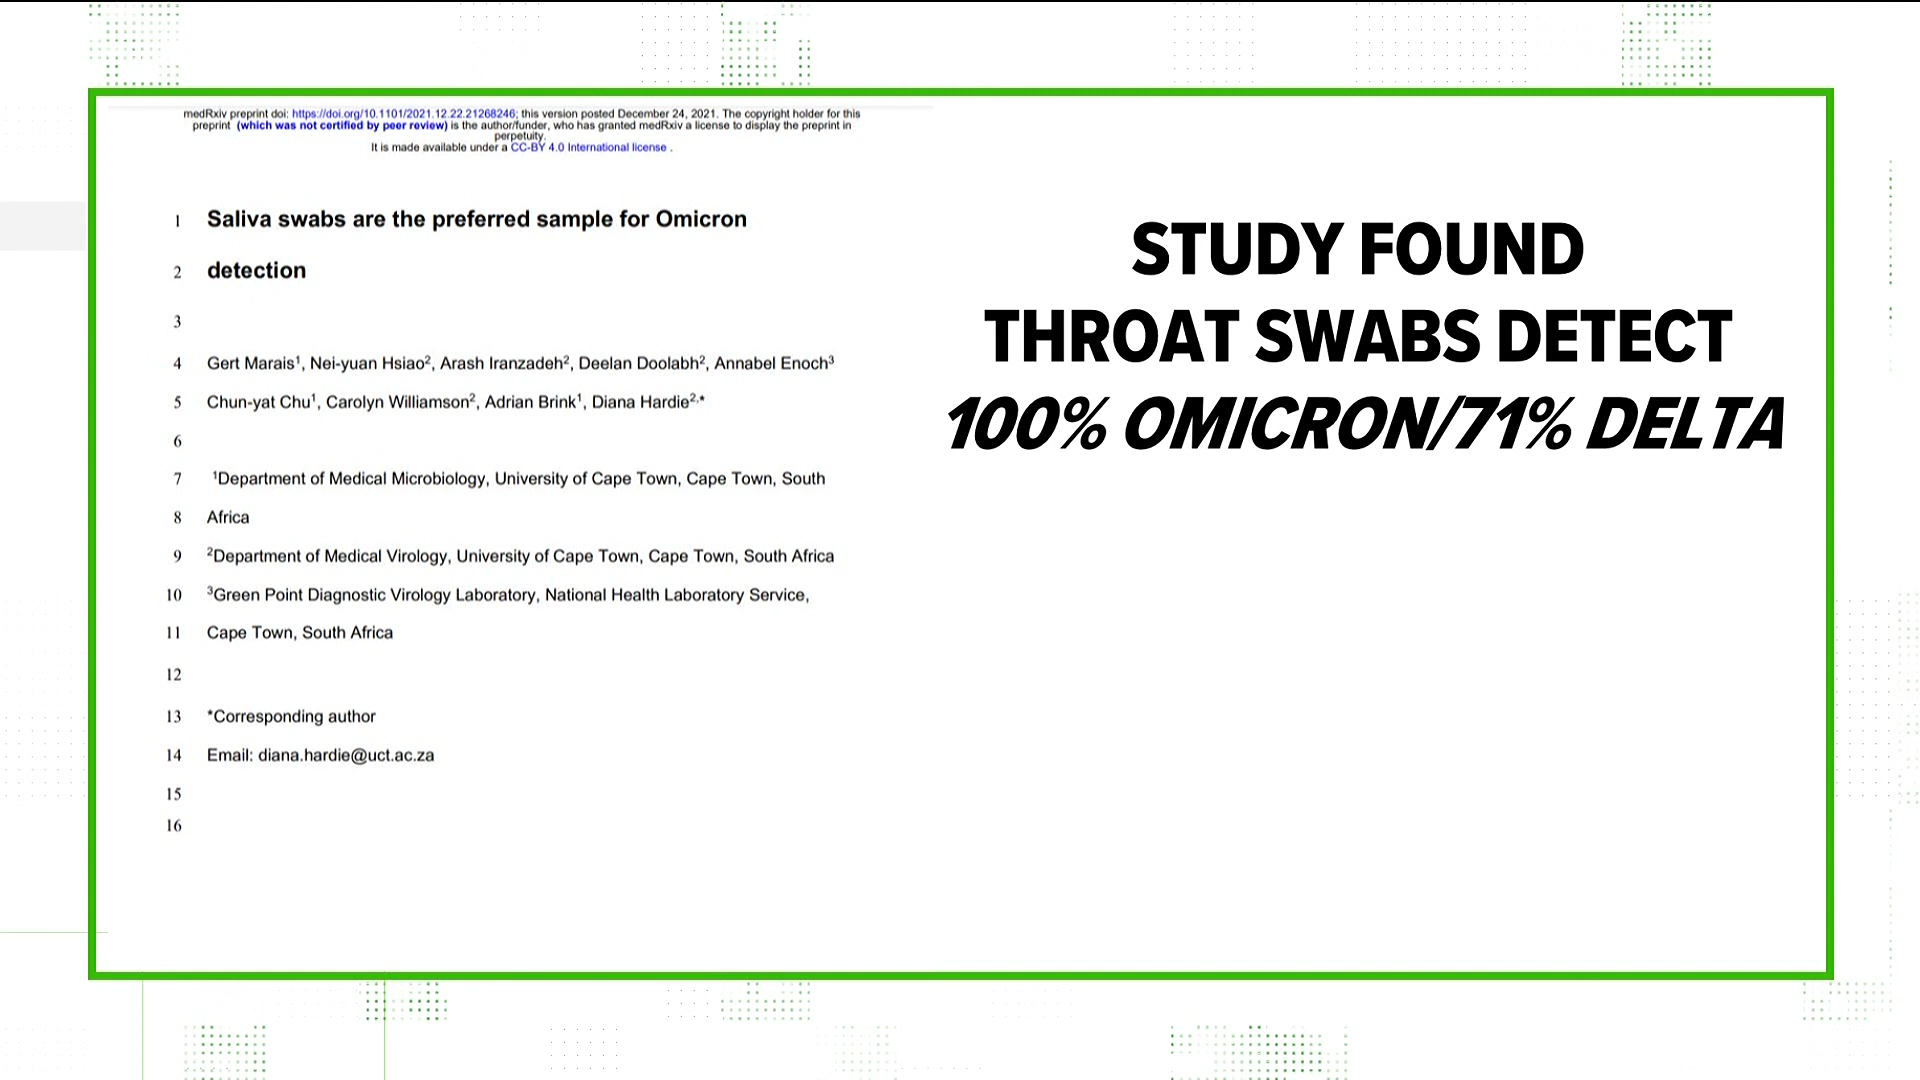 medRxiv preprint doi: https://doi.org/10.1101/2021.12.22.21268246; this version posted December 24, 2021. The copyright holder for this
preprint (which was not certified by peer review) is the author/funder, who has granted medRxiv a license to display the preprint in
perpetuity.
It is made available under a CC-BY 4.0 International license .
1 Saliva swabs are the preferred sample for Omicron
2 detection
3
4 Gert Marais¹, Nei-yuan Hsiao², Arash Iranzadeh², Deelan Doolabh², Annabel Enoch³
5 Chun-yat Chu¹, Carolyn Williamson², Adrian Brink¹, Diana Hardie²,*
6
7 ¹Department of Medical Microbiology, University of Cape Town, Cape Town, South
8 Africa
9 ²Department of Medical Virology, University of Cape Town, Cape Town, South Africa
10 ³Green Point Diagnostic Virology Laboratory, National Health Laboratory Service,
11 Cape Town, South Africa
12
13 *Corresponding author
14 Email: diana.hardie@uct.ac.za
15
16
STUDY FOUND
THROAT SWABS DETECT
100% OMICRON/71% DELTA